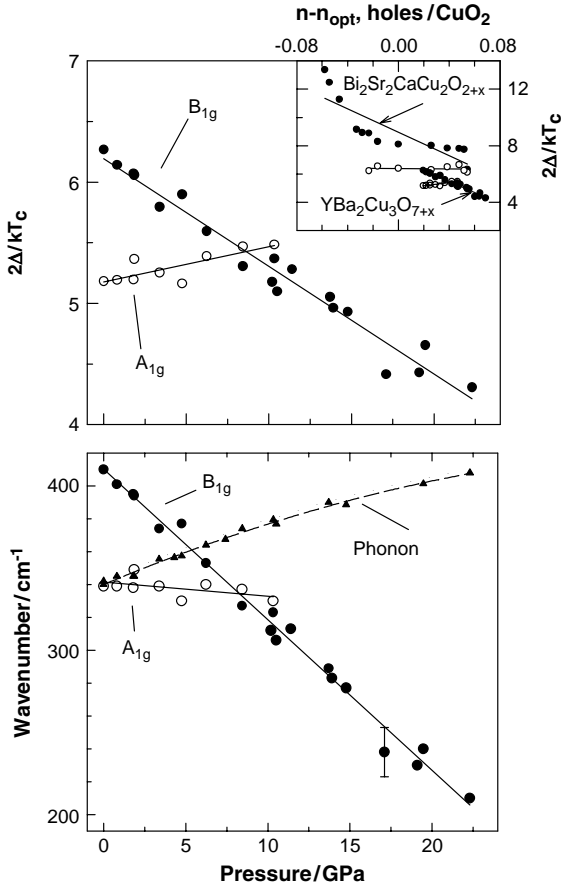 n-nopt, holes/CuO2
-0.08 0.00 0.08
7
B1g
Bi2Sr2CaCu2O2+x
12
8
4
2Δ/kTC
YBa2Cu3O7+x
6
2Δ/kTC
5
A1g
4
400
B1g
Phonon
A1g
300
Wavenumber/cm-1
200
0 5 10 15 20
Pressure/GPa